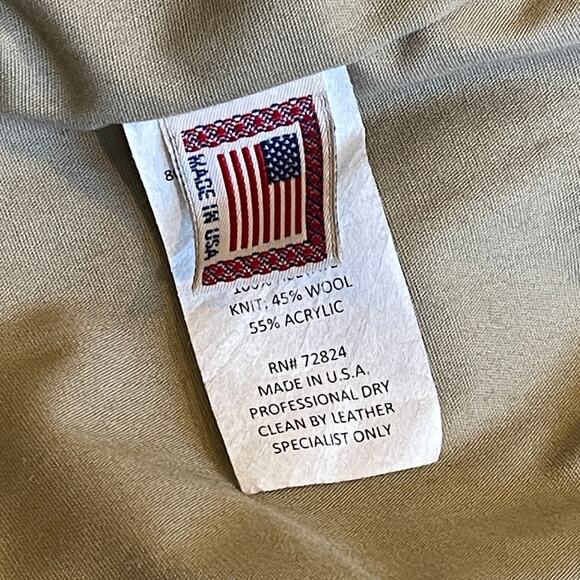 MADE IN USA
KNIT, 45% WOOL
55% ACRYLIC
RN# 72824
MADE IN U.S.A.
PROFESSIONAL DRY
CLEAN BY LEATHER
SPECIALIST ONLY